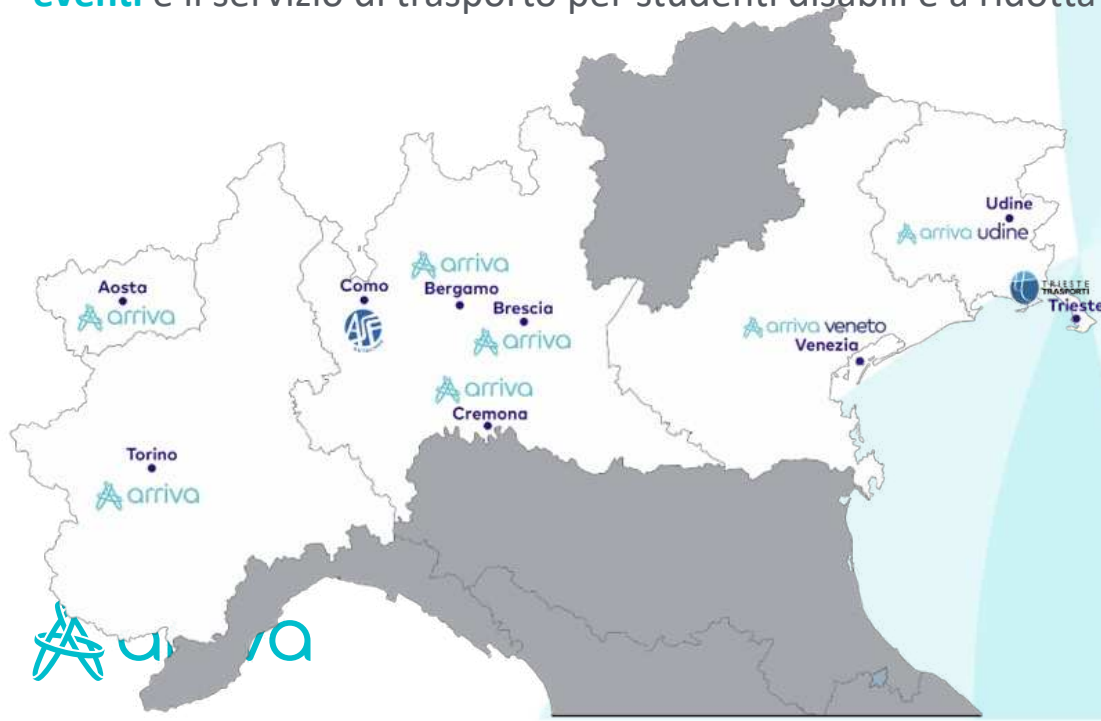 eventi e il servizio di trasporto per studenti disabili e a ridotta
Udine
arriva udine
arriva
Aosta
Como
Bergamo
TRIESTE
TRASPORTI
arriva
Brescia
Trieste
ASF
arriva veneto
arriva
Venezia
arriva
Cremona
Torino
arriva